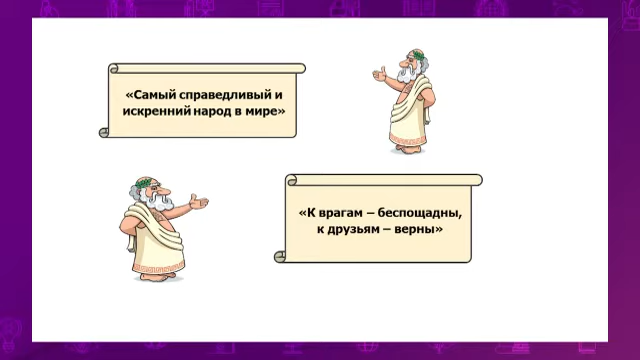 «Самый справедливый и
искренний народ в мире»
«К врагам – беспощадны,
к друзьям – верны»